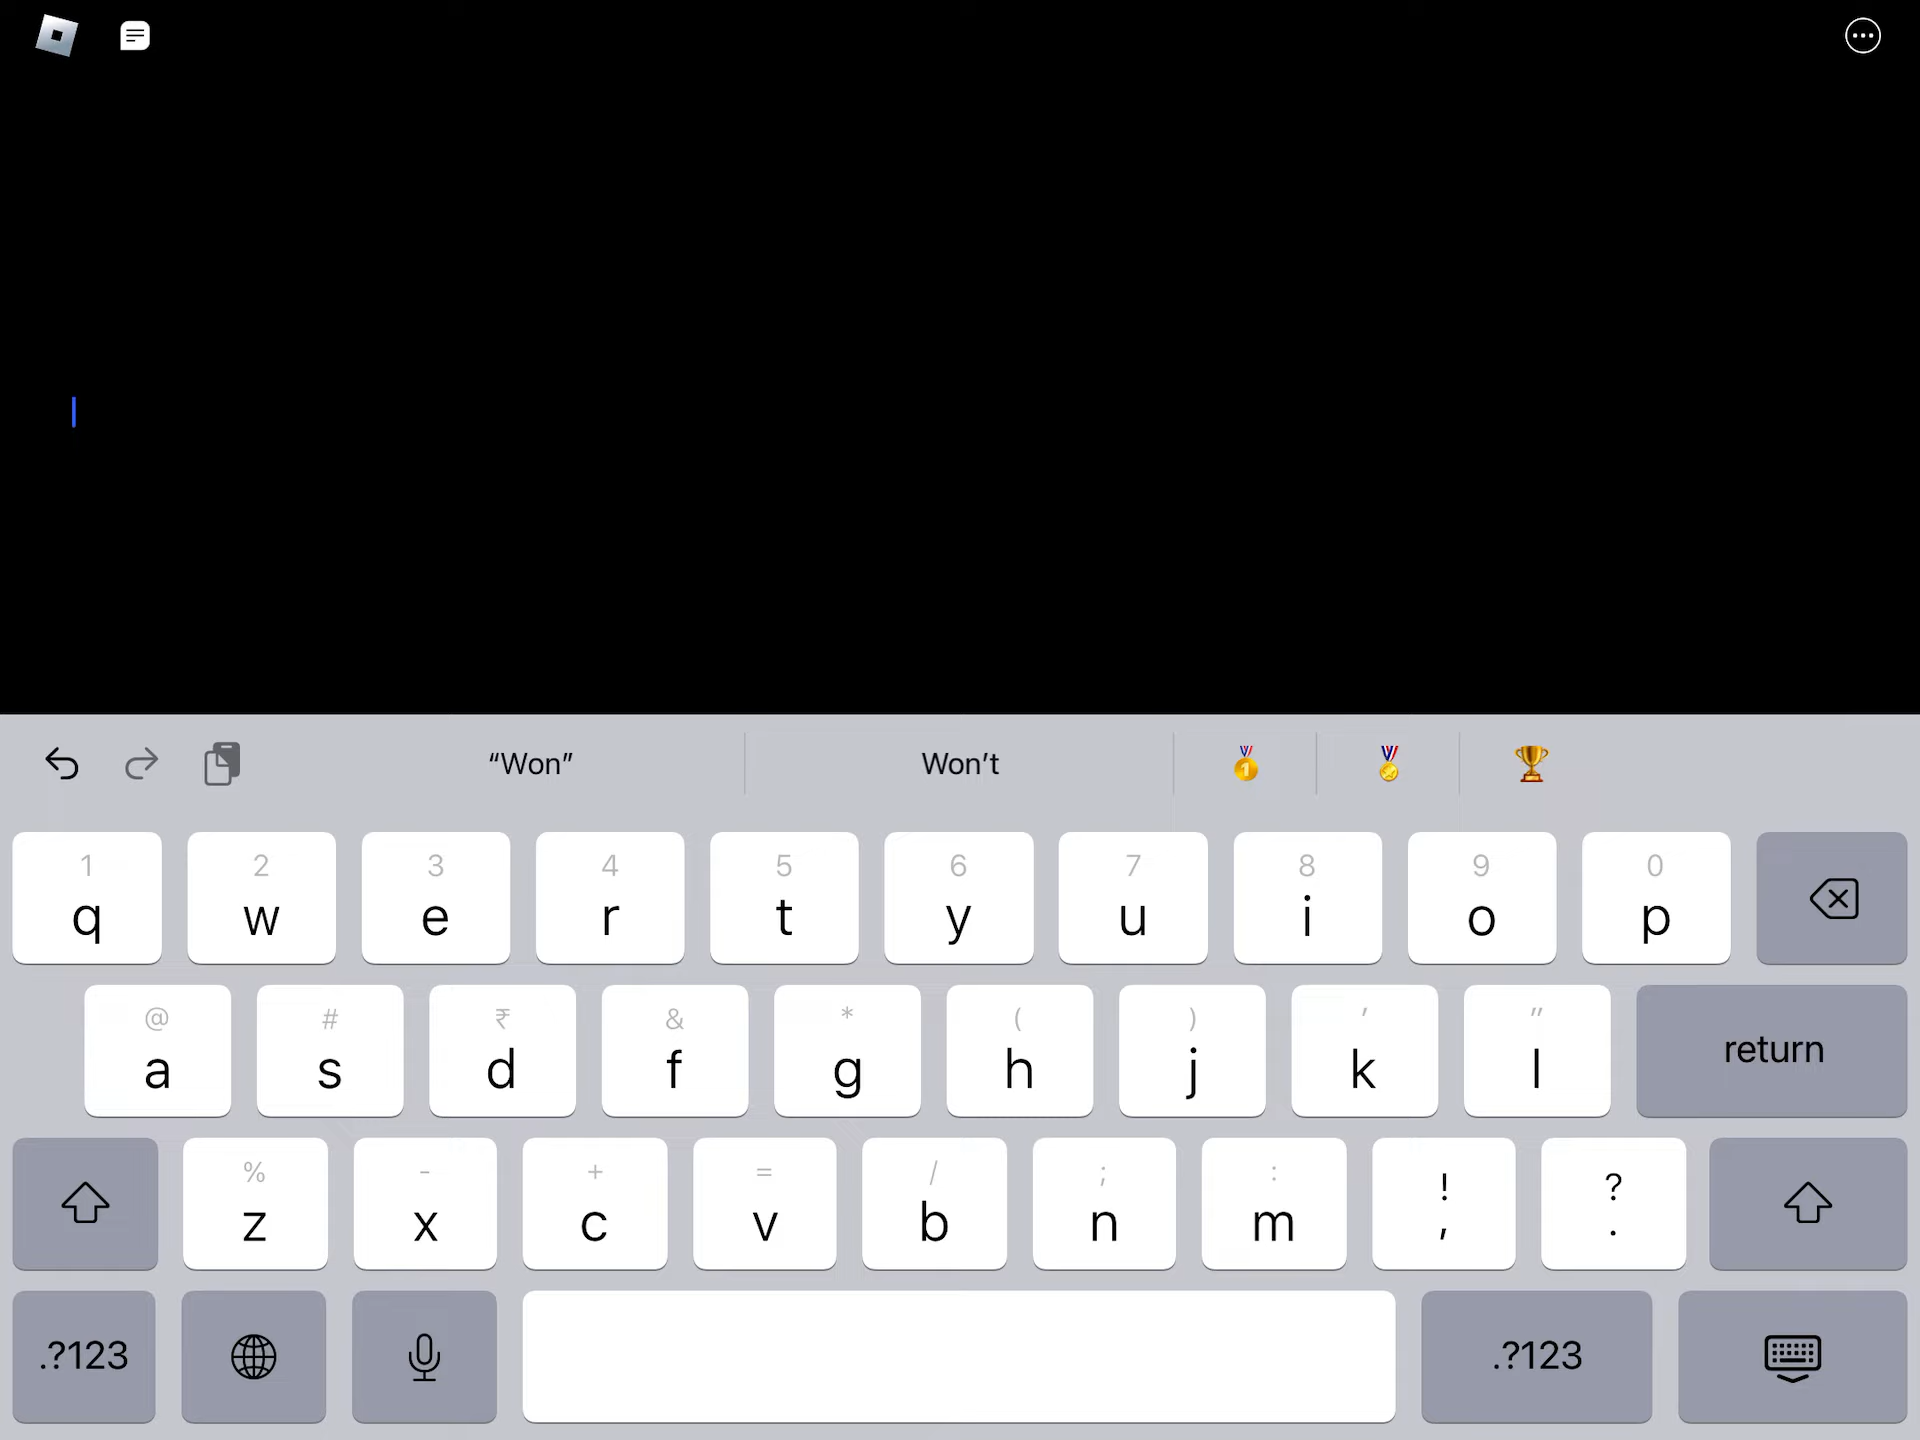 “Won” Won’t
1 2 3 4 5 6 7 8 9 0
q w e r t y u i o p
@ # ₹ & * ( ) ' "
a s d f g h j k l return
% - + = / ; : ! ?
z x c v b n m , .
.?123 .?123